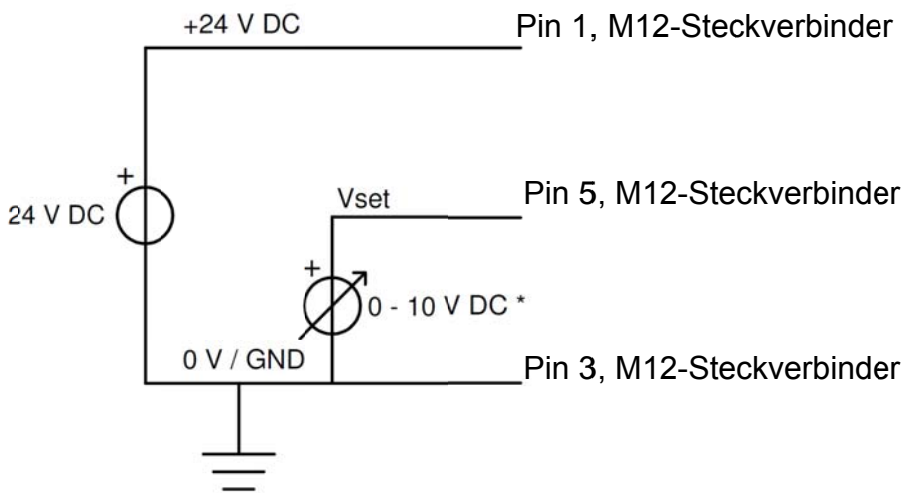 +24 V DC
Pin 1, M12-Steckverbinder
+
24 V DC
Vset
Pin 5, M12-Steckverbinder
+
0 - 10 V DC *
0 V / GND
Pin 3, M12-Steckverbinder